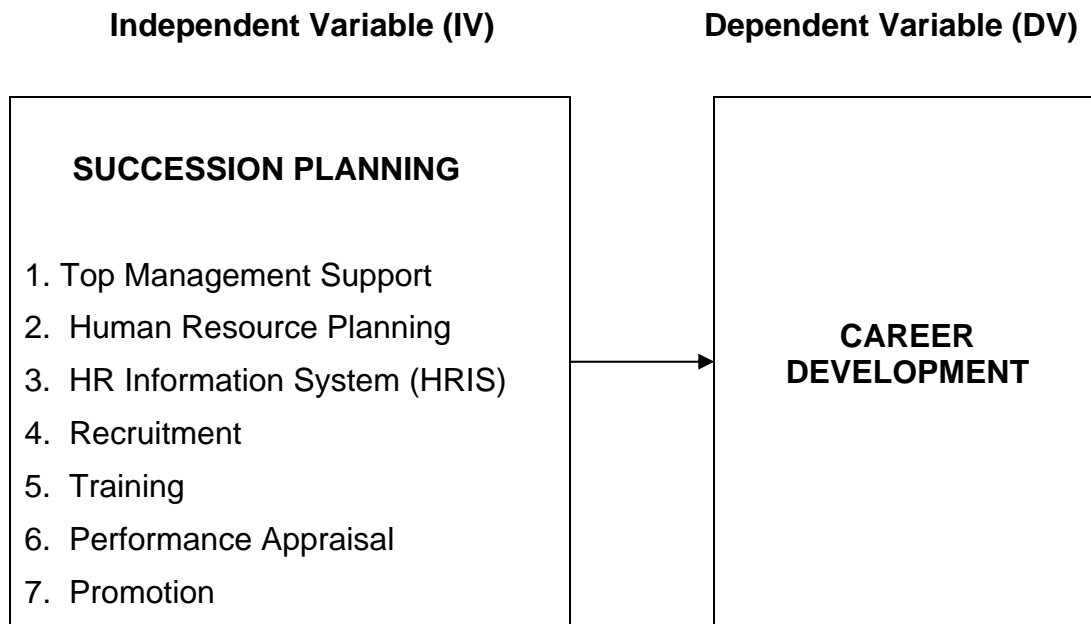 Independent Variable (IV)
Dependent Variable (DV)
SUCCESSION PLANNING
1. Top Management Support
2. Human Resource Planning
3. HR Information System (HRIS)
4. Recruitment
5. Training
6. Performance Appraisal
7. Promotion
CAREER
DEVELOPMENT